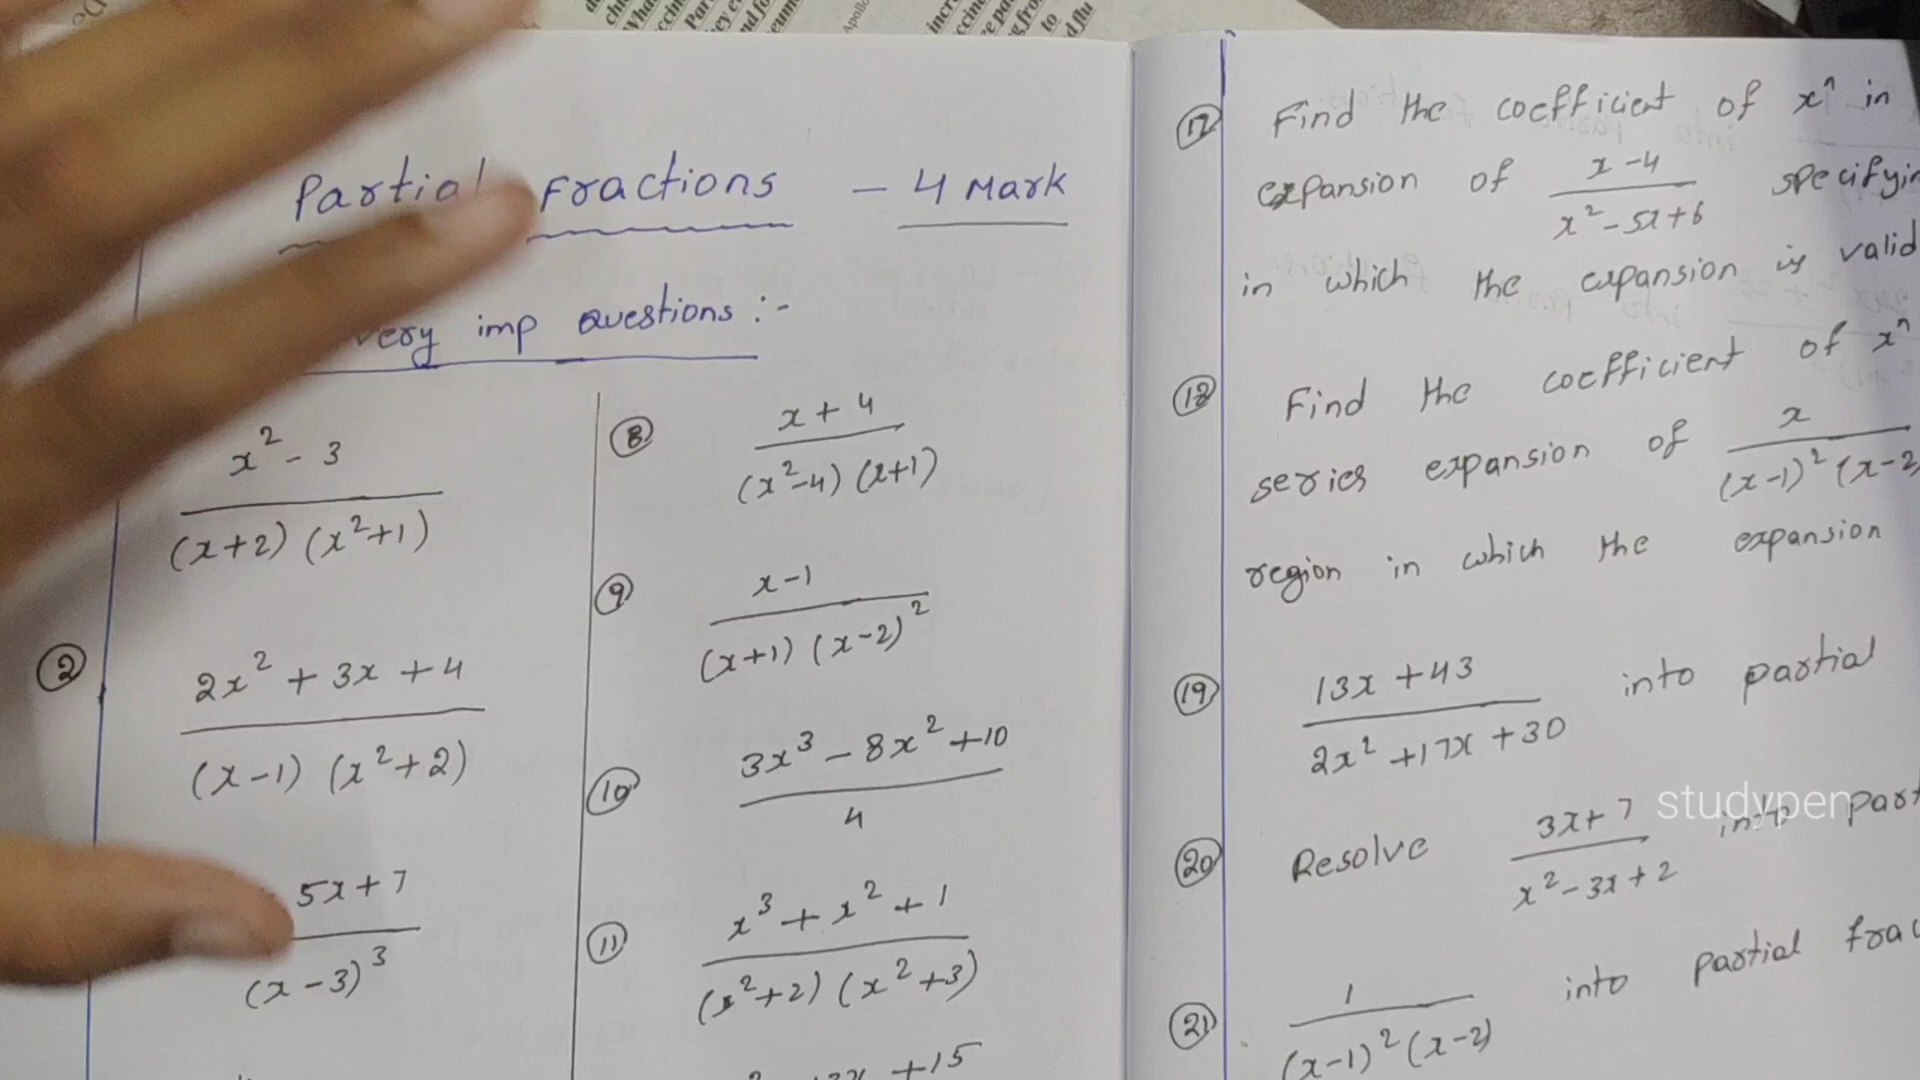 Partial Fractions - 4 Mark
very imp Questions :-
x² - 3
(x+2) (x²+1)
② 2x² + 3x + 4
(x-1) (x²+2)
5x+7
(x-3)³
⑧ x + 4
(x²-4) (x+1)
⑨ x-1
(x+1) (x-2)²
⑩ 3x³ - 8x² + 10
4
⑪ x³ + x² + 1
(x²+2) (x²+3)
+15
⑰ Find the coefficient of xⁿ in
expansion of x-4 / x²-5x+6
in which the expansion is valid
⑱ Find the coefficient of xⁿ
series expansion of x / (x-1)² (x-2
region in which the expansion
⑲ 13x + 43 / 2x² + 17x + 30 into partial
⑳ Resolve 3x+7 / x²-3x+2 into
㉑ 1 / (x-1)² (x-2) into partial
studypen